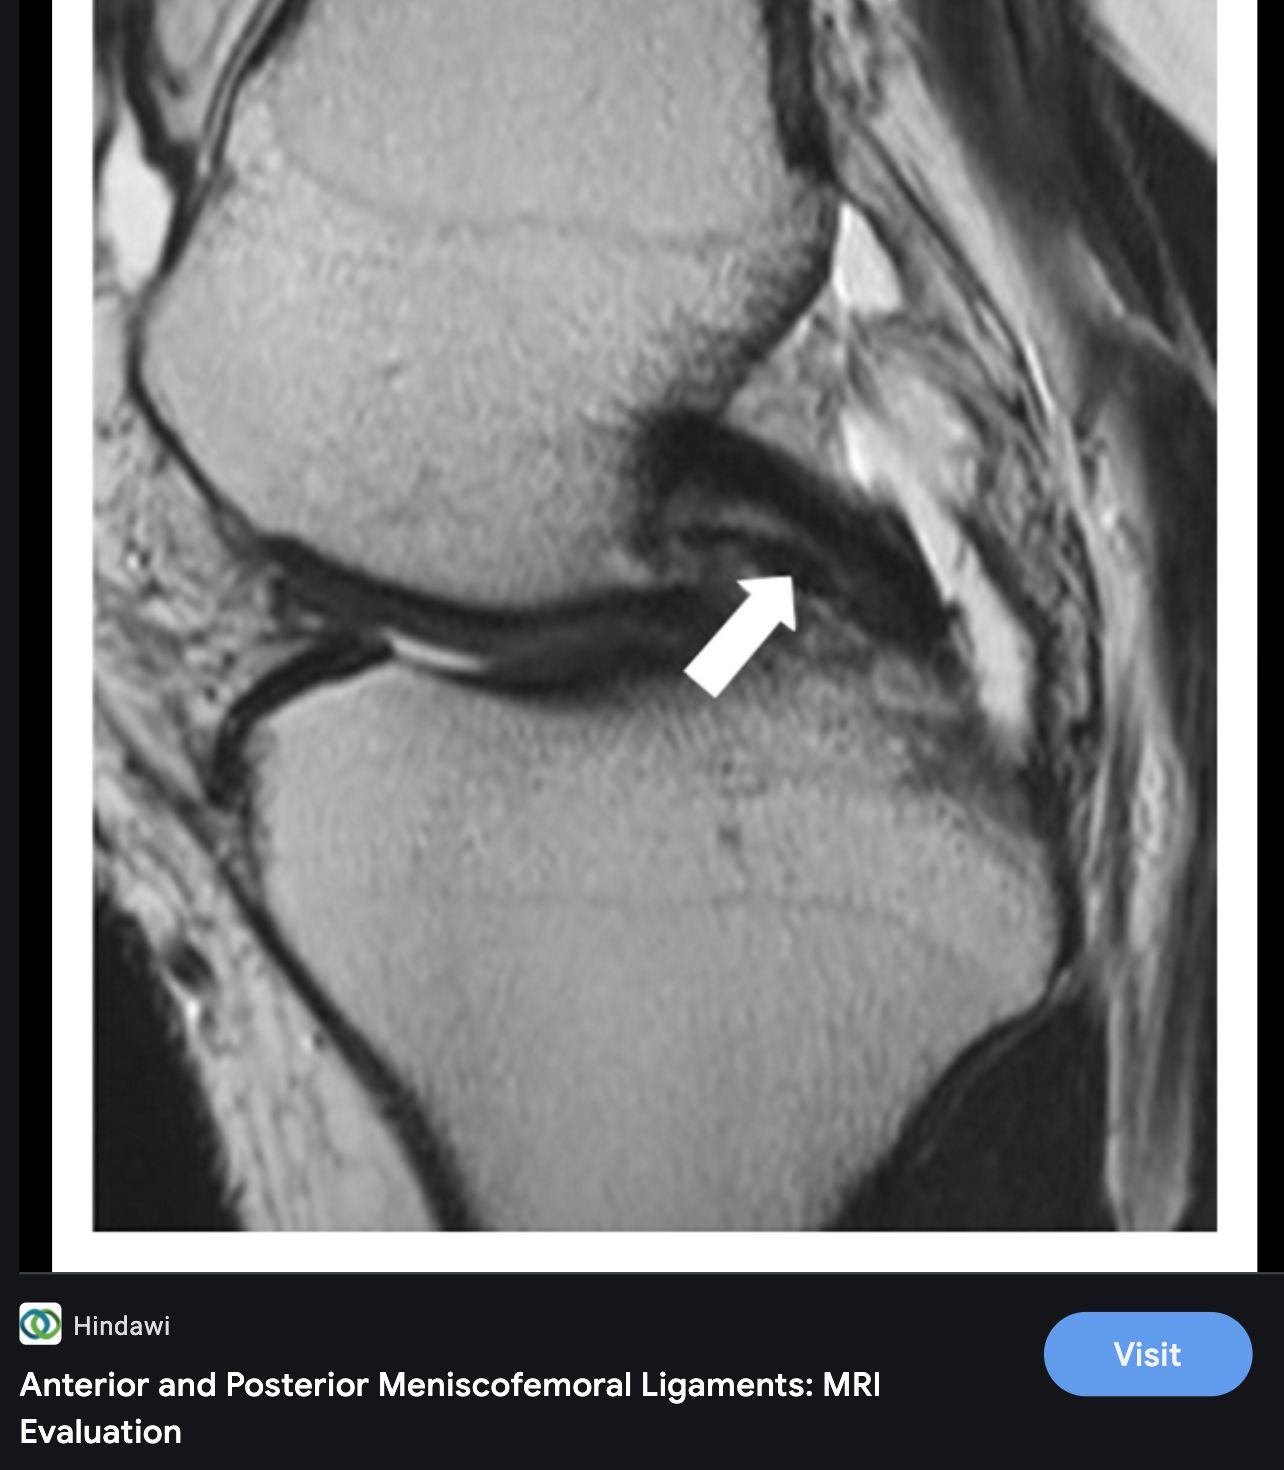 Hindawi
Visit
Anterior and Posterior Meniscofemoral Ligaments: MRI
Evaluation